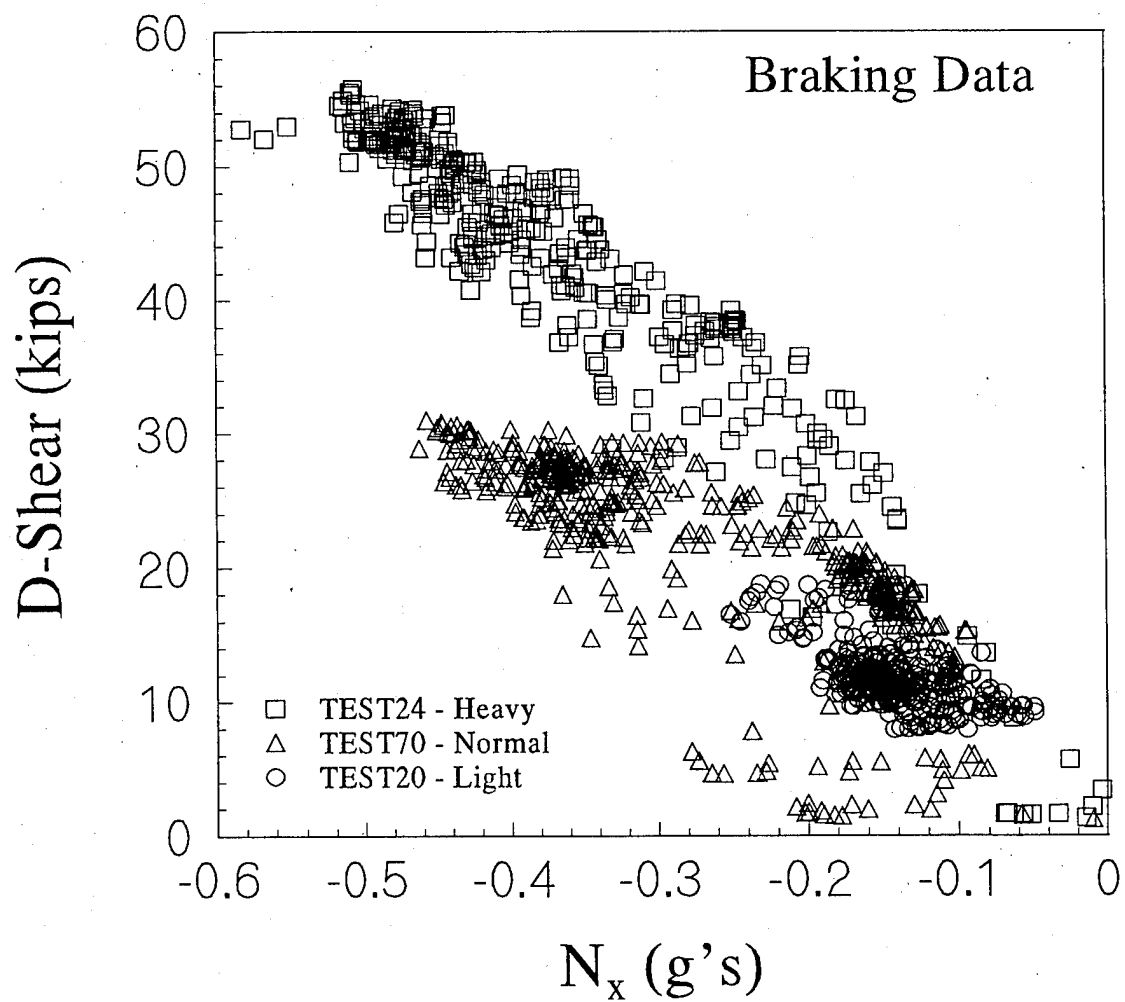 Braking Data
60
50
40
30
20
10
0
D-Shear (kips)
TEST24 - Heavy
TEST70 - Normal
TEST20 - Light
-0.6 -0.5 -0.4 -0.3 -0.2 -0.1 0
Nx (g's)